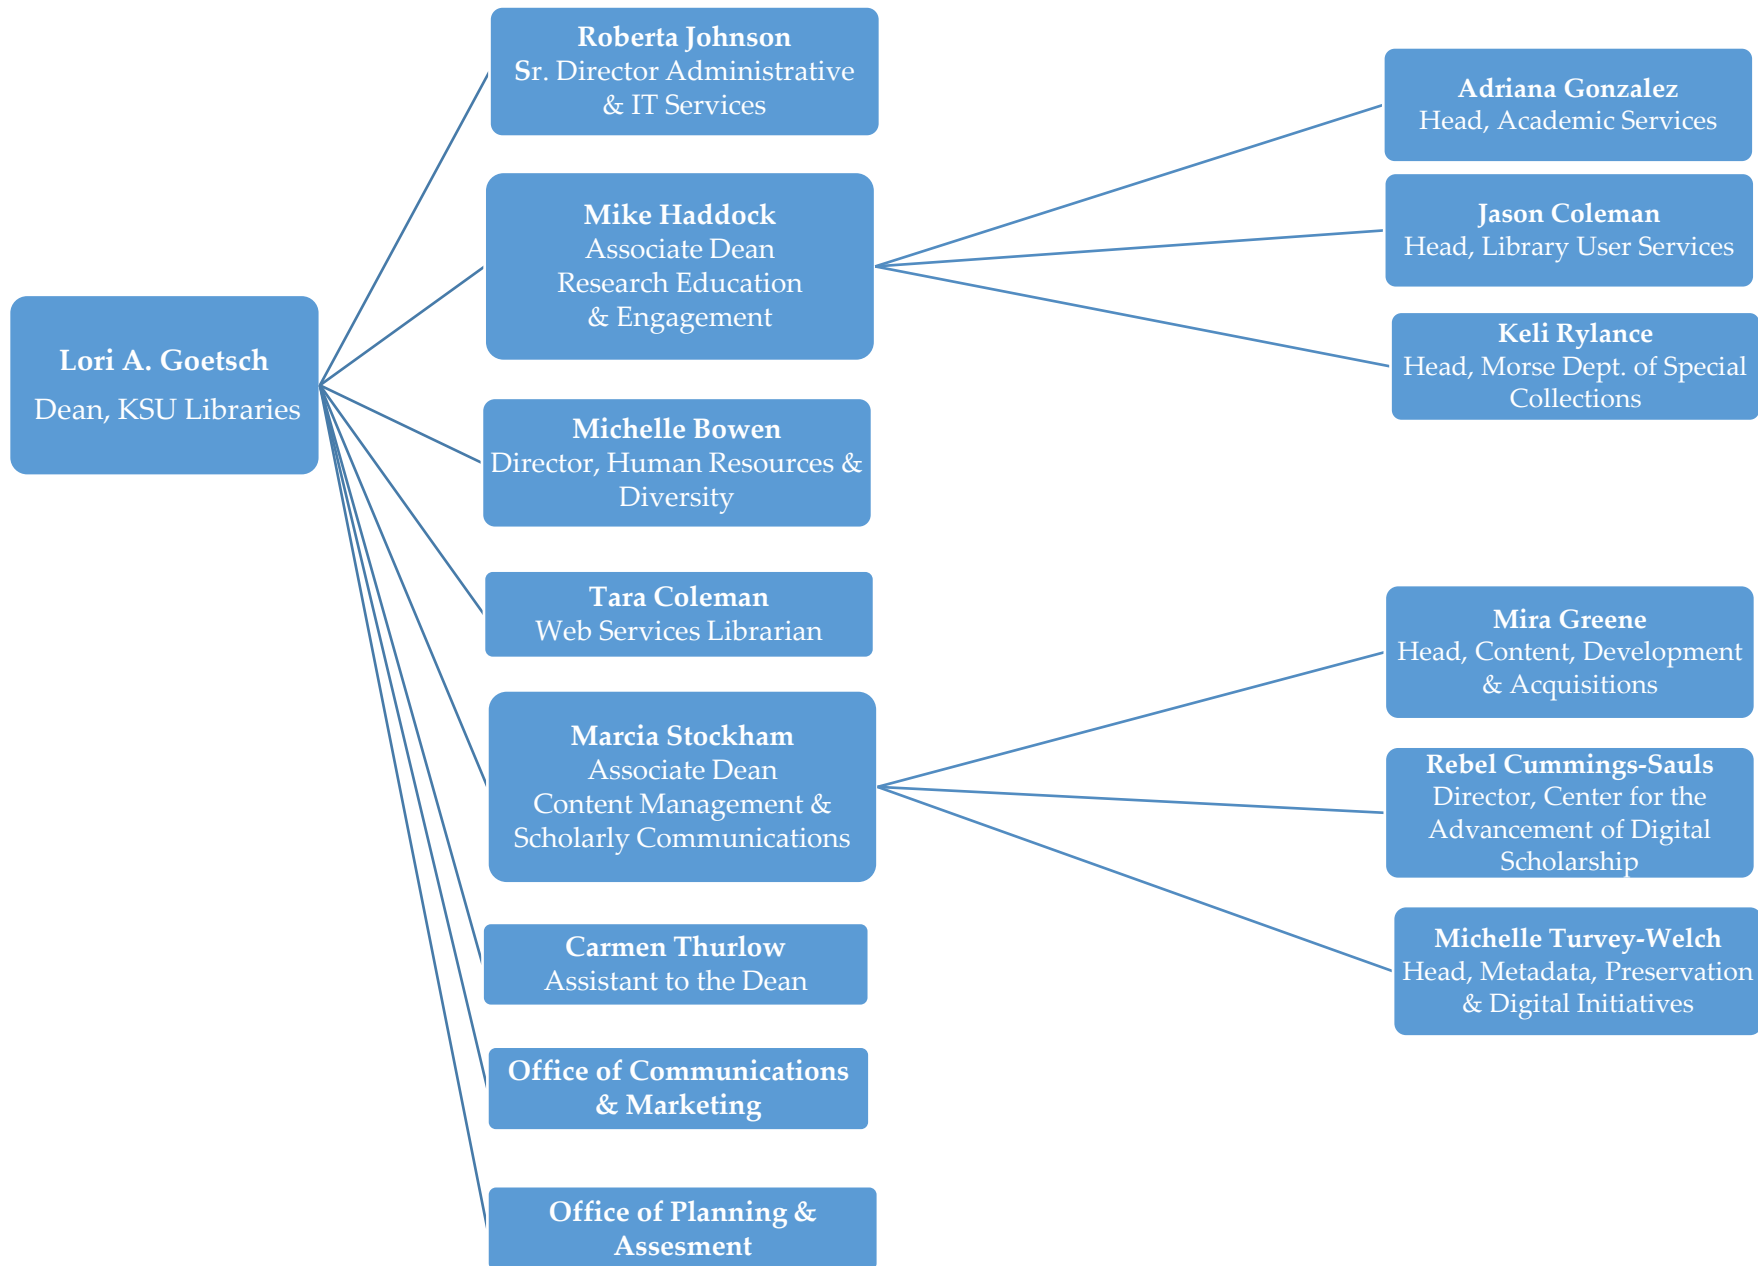 Lori A. Goetsch
Dean, KSU Libraries
Roberta Johnson
Sr. Director Administrative
& IT Services
Mike Haddock
Associate Dean
Research Education
& Engagement
Michelle Bowen
Director, Human Resources &
Diversity
Tara Coleman
Web Services Librarian
Marcia Stockham
Associate Dean
Content Management &
Scholarly Communications
Carmen Thurlow
Assistant to the Dean
Office of Communications
& Marketing
Office of Planning &
Assesment
Adriana Gonzalez
Head, Academic Services
Jason Coleman
Head, Library User Services
Keli Rylance
Head, Morse Dept. of Special
Collections
Mira Greene
Head, Content, Development
& Acquisitions
Rebel Cummings-Sauls
Director, Center for the
Advancement of Digital
Scholarship
Michelle Turvey-Welch
Head, Metadata, Preservation
& Digital Initiatives